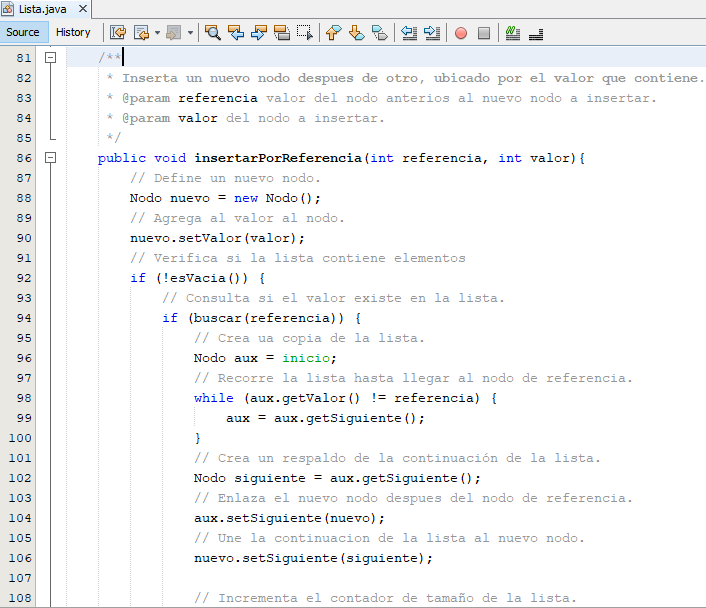 Lista.java
Source History
81 /**
82 * Inserta un nuevo nodo despues de otro, ubicado por el valor que contiene.
83 * @param referencia valor del nodo anterios al nuevo nodo a insertar.
84 * @param valor del nodo a insertar.
85 */
86 public void insertarPorReferencia(int referencia, int valor){
87 // Define un nuevo nodo.
88 Nodo nuevo = new Nodo();
89 // Agrega al valor al nodo.
90 nuevo.setValor(valor);
91 // Verifica si la lista contiene elementos
92 if (!esVacia()) {
93 // Consulta si el valor existe en la lista.
94 if (buscar(referencia)) {
95 // Crea ua copia de la lista.
96 Nodo aux = inicio;
97 // Recorre la lista hasta llegar al nodo de referencia.
98 while (aux.getValor() != referencia) {
99 aux = aux.getSiguiente();
100 }
101 // Crea un respaldo de la continuación de la lista.
102 Nodo siguiente = aux.getSiguiente();
103 // Enlaza el nuevo nodo despues del nodo de referencia.
104 aux.setSiguiente(nuevo);
105 // Une la continuacion de la lista al nuevo nodo.
106 nuevo.setSiguiente(siguiente);
107
108 // Incrementa el contador de tamaño de la lista.